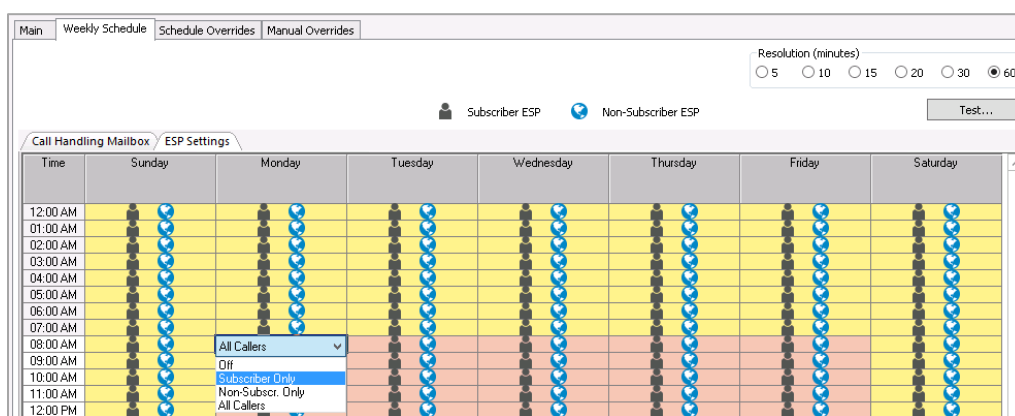 Main Weekly Schedule Schedule Overrides Manual Overrides
Resolution (minutes)
5 10 15 20 30 60
Subscriber ESP Non-Subscriber ESP Test...
Call Handling Mailbox ESP Settings
Time Sunday Monday Tuesday Wednesday Thursday Friday Saturday
12:00 AM
01:00 AM
02:00 AM
03:00 AM
04:00 AM
05:00 AM
06:00 AM
07:00 AM
08:00 AM All Callers
09:00 AM Off
10:00 AM Subscriber Only
11:00 AM Non-Subscr. Only
12:00 PM All Callers